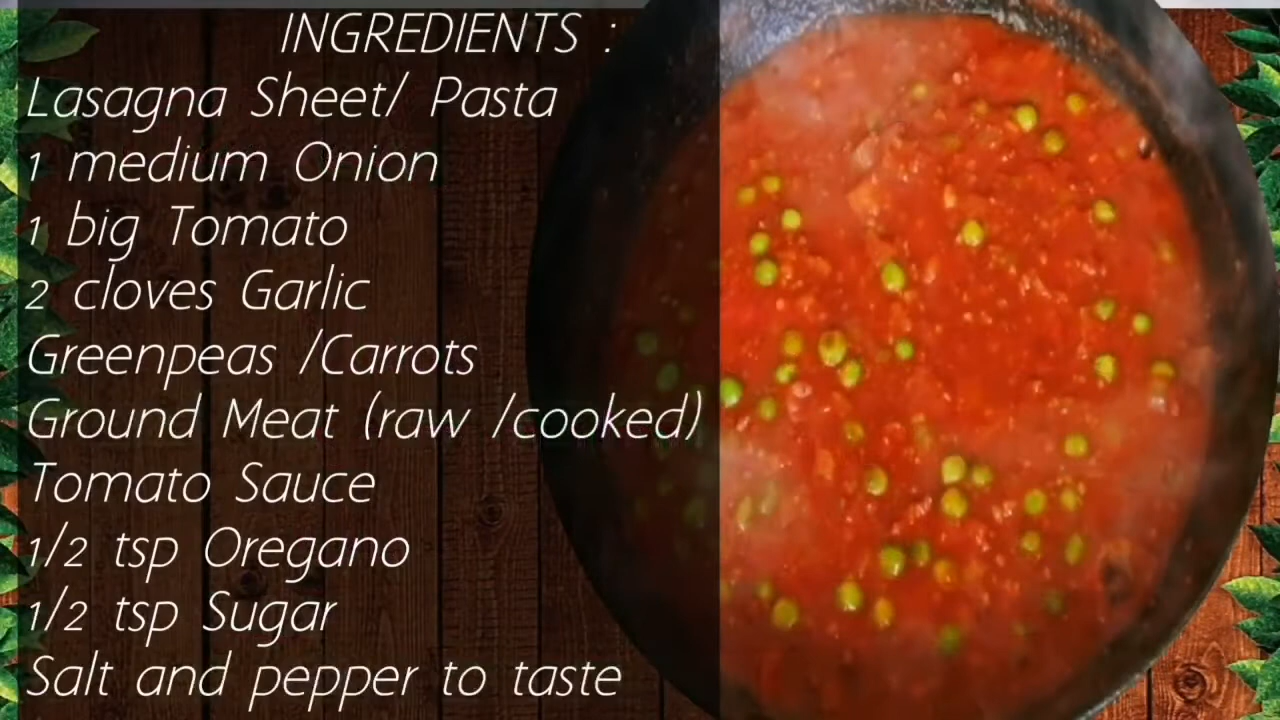 INGREDIENTS :
Lasagna Sheet/ Pasta
1 medium Onion
1 big Tomato
2 cloves Garlic
Greenpeas /Carrots
Ground Meat (raw /cooked)
Tomato Sauce
1/2 tsp Oregano
1/2 tsp Sugar
Salt and pepper to taste